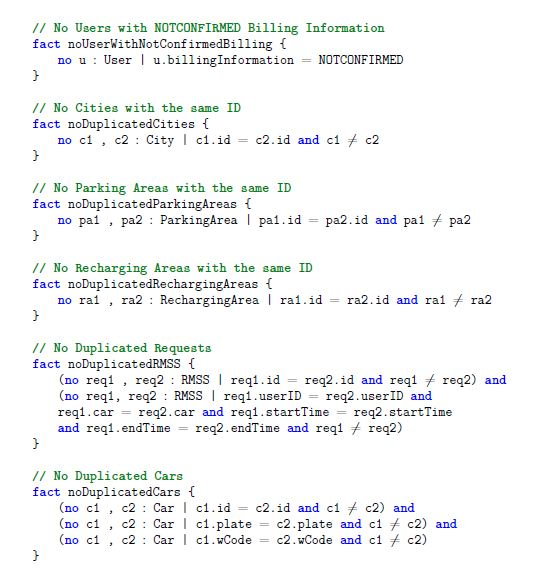 // No Users with NOTCONFIRMED Billing Information
fact noUserWithNotConfirmedBilling {
no u : User | u.billingInformation = NOTCONFIRMED
}
// No Cities with the same ID
fact noDuplicatedCities {
no c1 , c2 : City | c1.id = c2.id and c1 ≠ c2
}
// No Parking Areas with the same ID
fact noDuplicatedParkingAreas {
no pa1 , pa2 : ParkingArea | pa1.id = pa2.id and pa1 ≠ pa2
}
// No Recharging Areas with the same ID
fact noDuplicatedRechargingAreas {
no ra1 , ra2 : RechargingArea | ra1.id = ra2.id and ra1 ≠ ra2
}
// No Duplicated Requests
fact noDuplicatedRMSS {
(no req1 , req2 : RMSS | req1.id = req2.id and req1 ≠ req2) and
(no req1, req2 : RMSS | req1.userID = req2.userID and
req1.car = req2.car and req1.startTime = req2.startTime
and req1.endTime = req2.endTime and req1 ≠ req2)
}
// No Duplicated Cars
fact noDuplicatedCars {
(no c1 , c2 : Car | c1.id = c2.id and c1 ≠ c2) and
(no c1 , c2 : Car | c1.plate = c2.plate and c1 ≠ c2) and
(no c1 , c2 : Car | c1.wCode = c2.wCode and c1 ≠ c2)
}